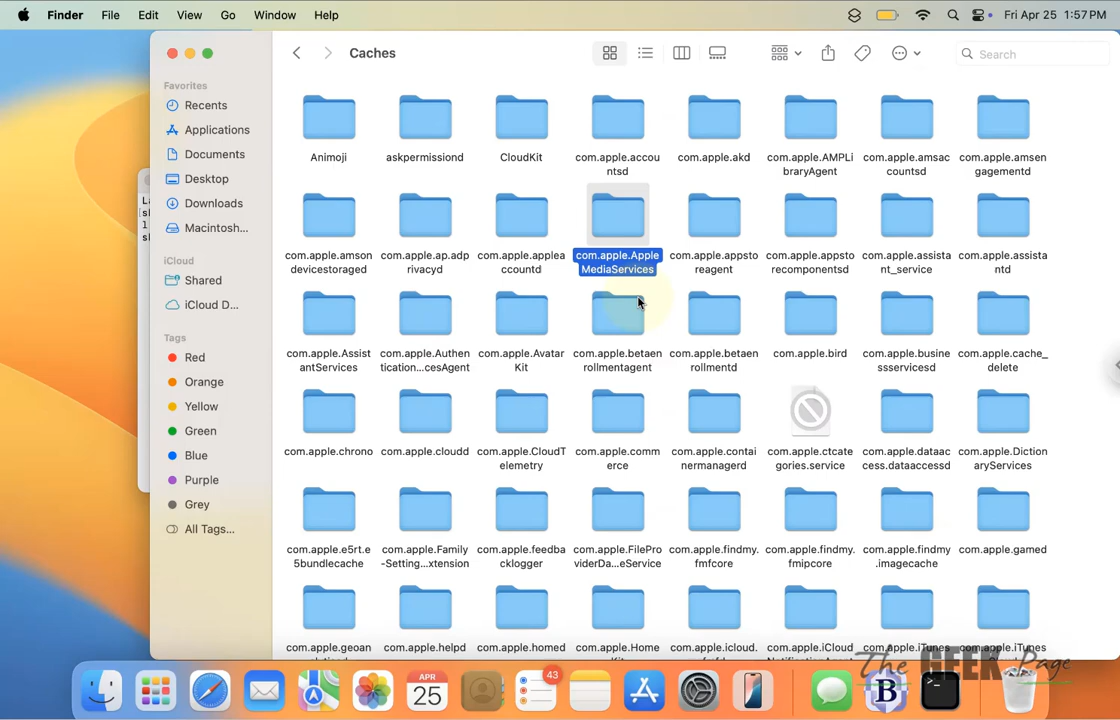 Finder File Edit View Go Window Help Fri Apr 25 1:57 PM
Caches
Search
Favorites
Recents
Applications
Documents
Desktop
Downloads
Macintosh...
iCloud
Shared
iCloud D...
Tags
Red
Orange
Yellow
Green
Blue
Purple
Grey
All Tags...
Animoji askpermissiond CloudKit com.apple.accou com.apple.akd com.apple.AMPLi com.apple.amsac com.apple.amsen
ntsd braryAgent countsd gagementd
com.apple.amson com.apple.ap.adp com.apple.applea com.apple.Apple com.apple.appsto com.apple.appsto com.apple.assista com.apple.assista
devicestoraged rivacyd ccountd MediaServices reagent recomponentsd nt_service ntd
com.apple.Assist com.apple.Authen com.apple.Avatar com.apple.betaen com.apple.betaen com.apple.bird com.apple.busine com.apple.cache_
antServices tication...cesAgent Kit rollmentagent rollmentd ssservicesd delete
com.apple.chrono com.apple.cloudd com.apple.CloudT com.apple.comm com.apple.contai com.apple.ctcate com.apple.dataac com.apple.Diction
elemetry erce nermanagerd gories.service cess.dataaccessd aryServices
com.apple.e5rt.e com.apple.Family com.apple.feedba com.apple.FilePro com.apple.findmy. com.apple.findmy. com.apple.findmy com.apple.gamed
5bundlecache -Setting...xtension cklogger viderDa...eService fmfcore fmipcore .imagecache
com.apple.geoan com.apple.helpd com.apple.homed com.apple.Home com.apple.icloud. com.apple.iCloud com.apple.iTunes com.apple.iTunes
The GEEK Page
APR
25
43